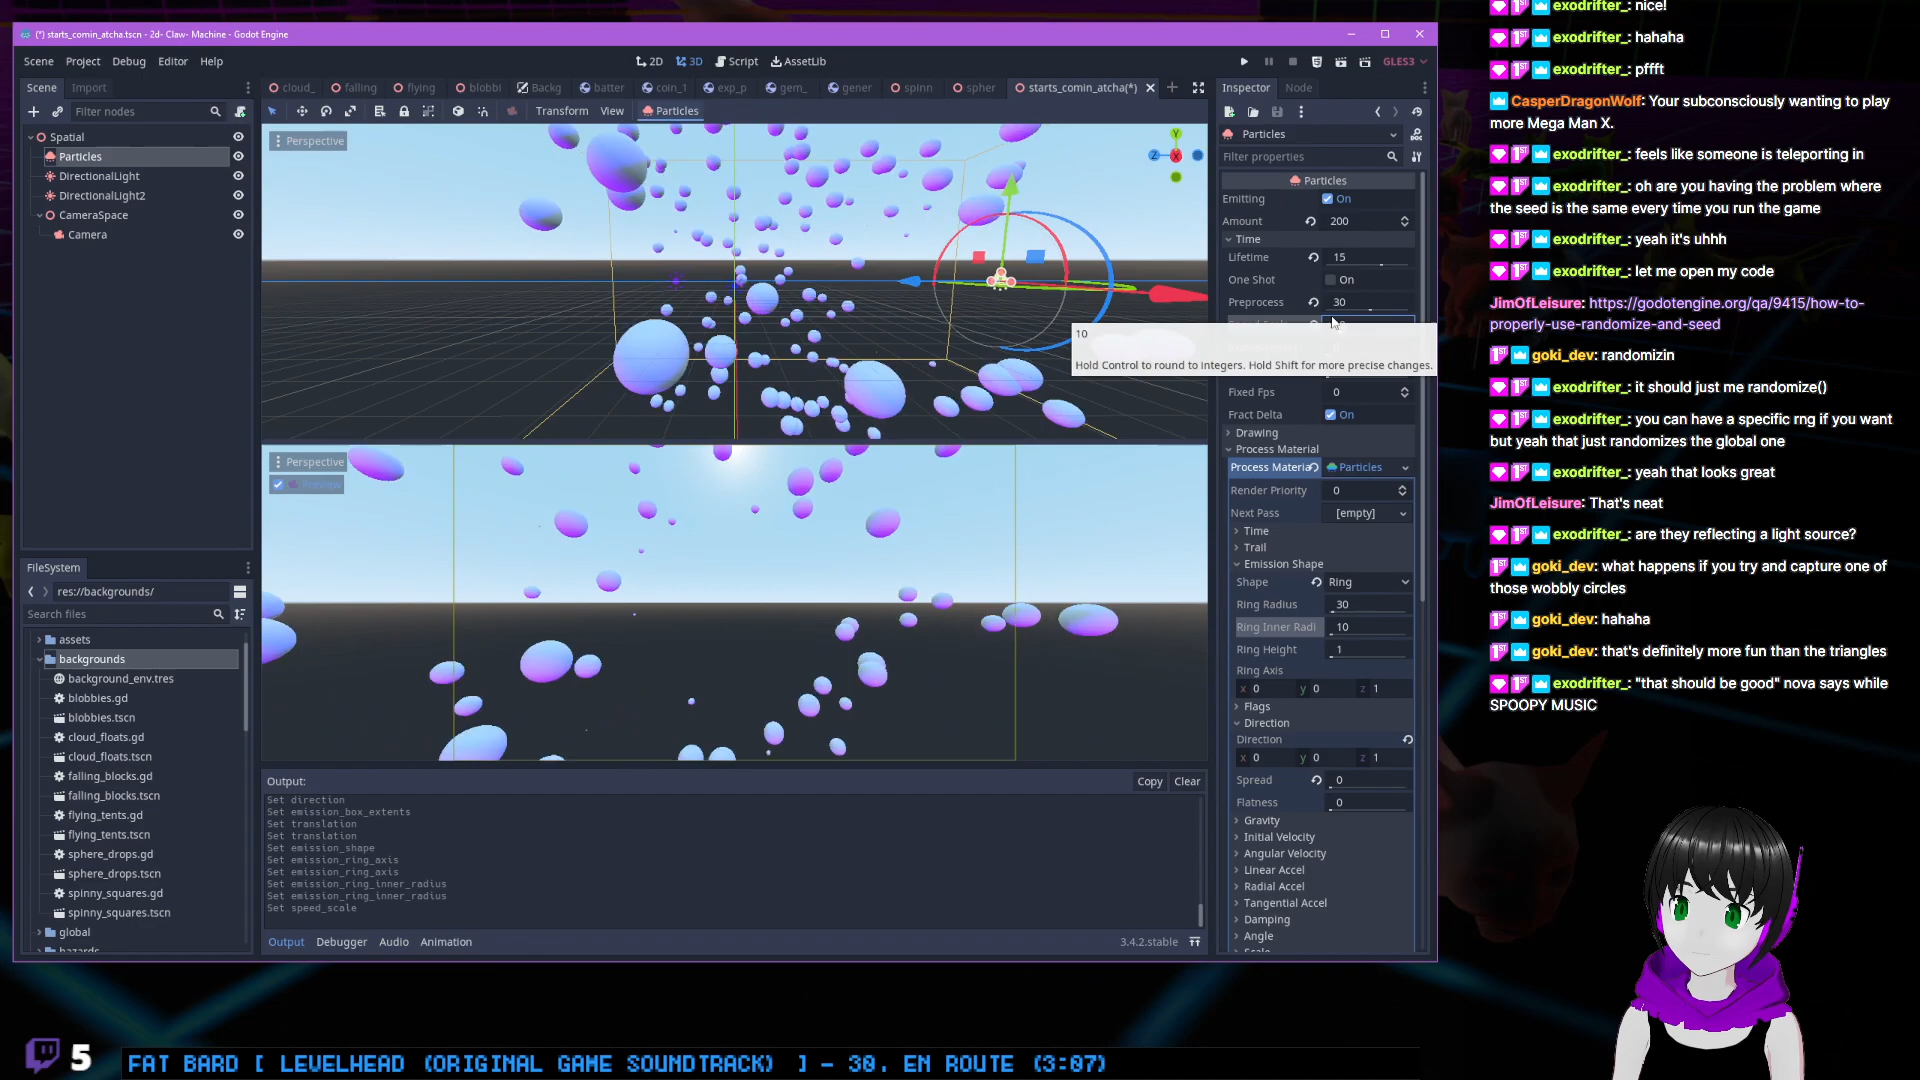 (*) starts_comin_atcha.tscn - 2d- Claw- Machine - Godot Engine
Scene Project Debug Editor Help
2D 3D Script AssetLib
GLES3
Scene Import
cloud_ falling flying blobbi Backg batter coin_1 exp_p gem_ gener spinn spher starts_comin_atcha(*)
Inspector Node
Filter nodes
Transform View Particles
Spatial
Particles
DirectionalLight
DirectionalLight2
CameraSpace
Camera
Perspective
Y
Z X
Perspective
Preview
Particles
Filter properties
Particles
Emitting On
Amount 200
Time
Lifetime 15
One Shot On
Preprocess 30
10
Hold Control to round to integers. Hold Shift for more precise changes.
Fixed Fps 0
Fract Delta On
Drawing
Process Material
Process Materia Particles
Render Priority 0
Next Pass [empty]
Time
Trail
Emission Shape
Shape Ring
Ring Radius 30
Ring Inner Radi 10
Ring Height 1
Ring Axis
x 0 y 0 z 1
Flags
Direction
Direction
x 0 y 0 z 1
Spread 0
Flatness 0
Gravity
Initial Velocity
Angular Velocity
Linear Accel
Radial Accel
Tangential Accel
Damping
Angle
FileSystem
res://backgrounds/
Search files
assets
backgrounds
background_env.tres
blobbies.gd
blobbies.tscn
cloud_floats.gd
cloud_floats.tscn
falling_blocks.gd
falling_blocks.tscn
flying_tents.gd
flying_tents.tscn
sphere_drops.gd
sphere_drops.tscn
spinny_squares.gd
spinny_squares.tscn
global
Output: Copy Clear
Set direction
Set emission_box_extents
Set translation
Set translation
Set emission_shape
Set emission_ring_axis
Set emission_ring_axis
Set emission_ring_inner_radius
Set emission_ring_inner_radius
Set speed_scale
Output Debugger Audio Animation 3.4.2.stable
exodrifter_: nice!
exodrifter_: hahaha
exodrifter_: pffft
CasperDragonWolf: Your subconsciously wanting to play
more Mega Man X.
exodrifter_: feels like someone is teleporting in
exodrifter_: oh are you having the problem where
the seed is the same every time you run the game
exodrifter_: yeah it's uhhh
exodrifter_: let me open my code
JimOfLeisure: https://godotengine.org/qa/9415/how-to-
properly-use-randomize-and-seed
goki_dev: randomizin
exodrifter_: it should just me randomize()
exodrifter_: you can have a specific rng if you want
but yeah that just randomizes the global one
exodrifter_: yeah that looks great
JimOfLeisure: That's neat
exodrifter_: are they reflecting a light source?
goki_dev: what happens if you try and capture one of
those wobbly circles
goki_dev: hahaha
goki_dev: that's definitely more fun than the triangles
exodrifter_: "that should be good" nova says while
SPOOPY MUSIC
5
FAT BARD [ LEVELHEAD (ORIGINAL GAME SOUNDTRACK) ] - 30. EN ROUTE (3:07)